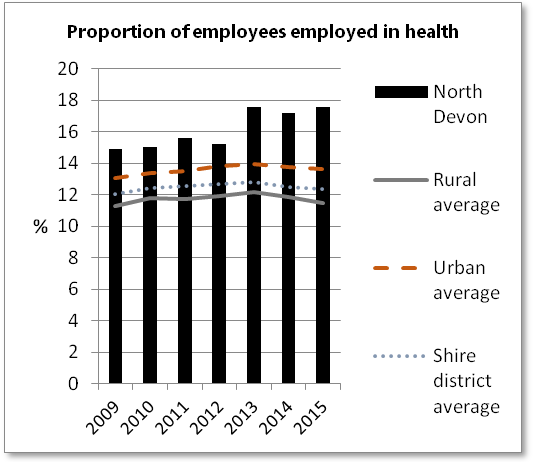 Proportion of employees employed in health
20
18
16
14
12
10
8
6
4
2
0
%
2009
2010
2011
2012
2013
2014
2015
North
Devon
Rural
average
Urban
average
Shire
district
average